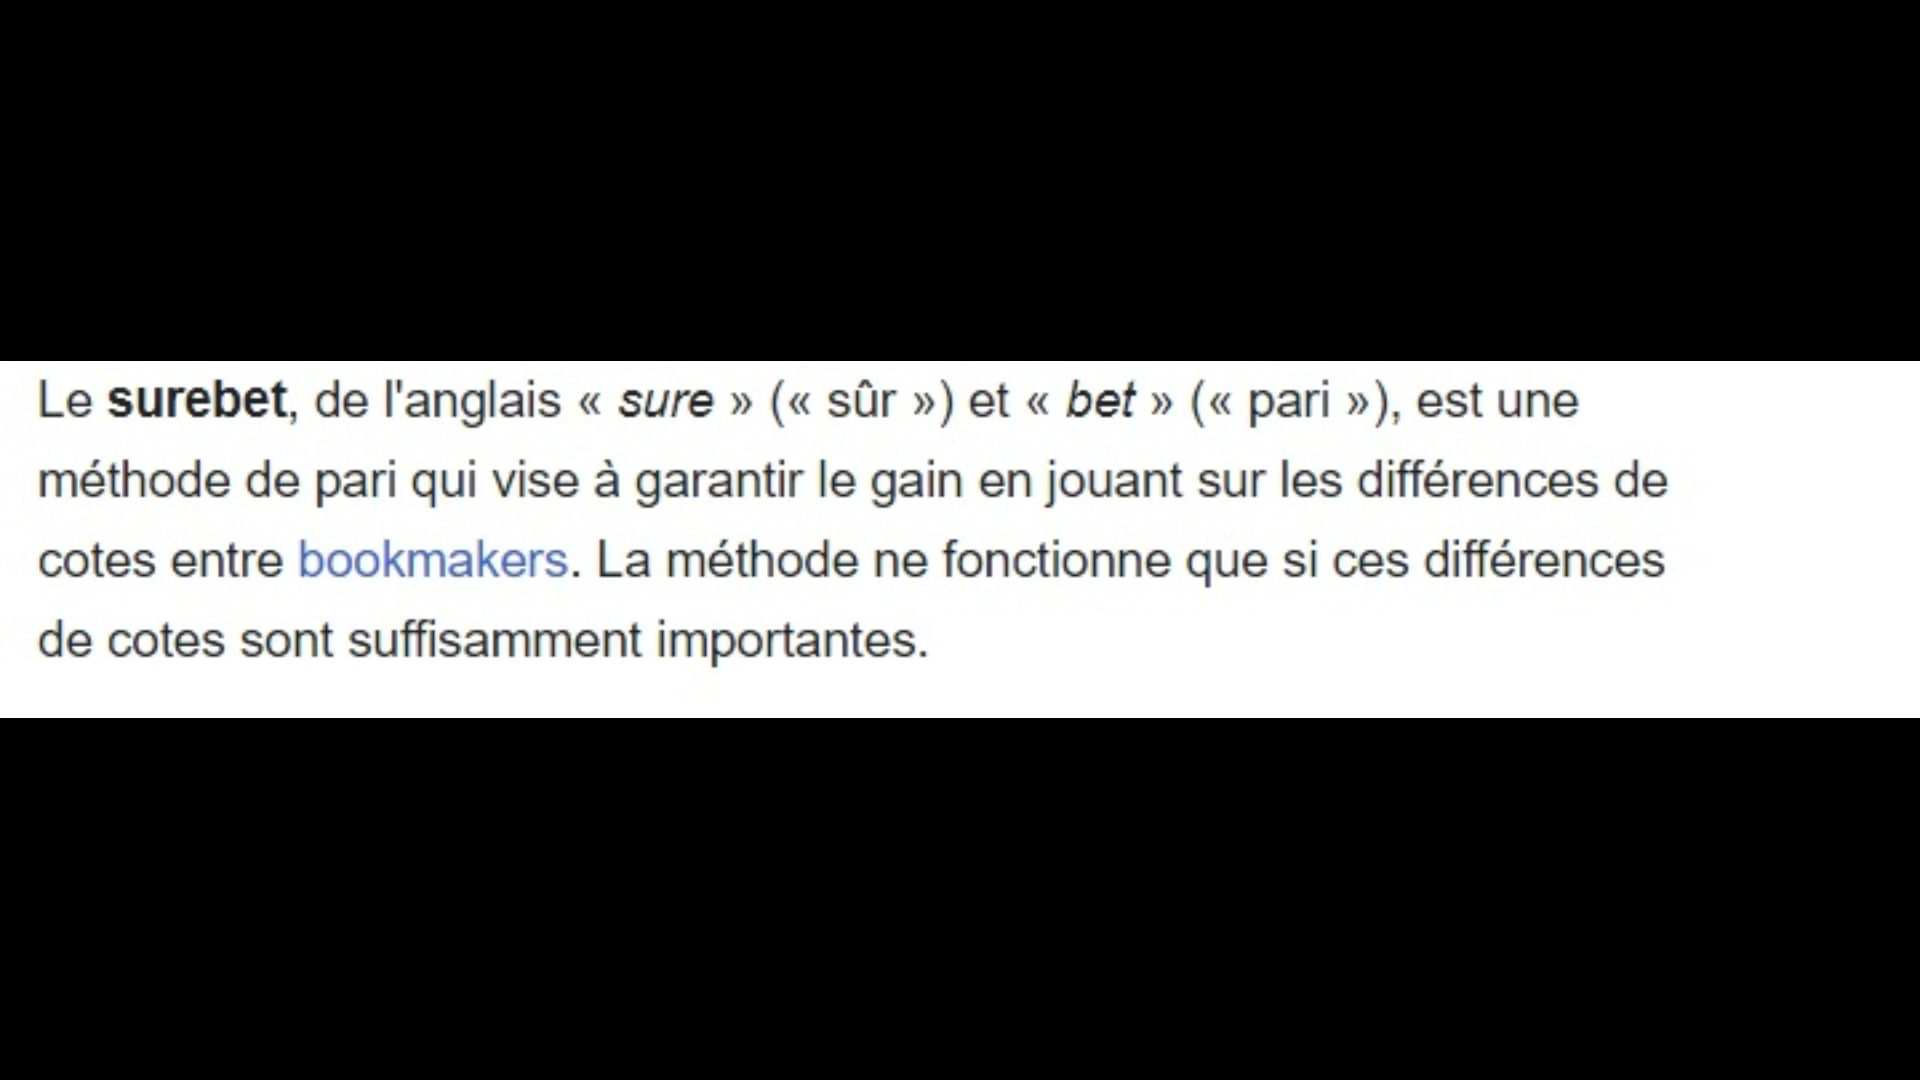 Le surebet, de l'anglais « sure » (« sûr ») et « bet » (« pari »), est une
méthode de pari qui vise à garantir le gain en jouant sur les différences de
cotes entre bookmakers. La méthode ne fonctionne que si ces différences
de cotes sont suffisamment importantes.